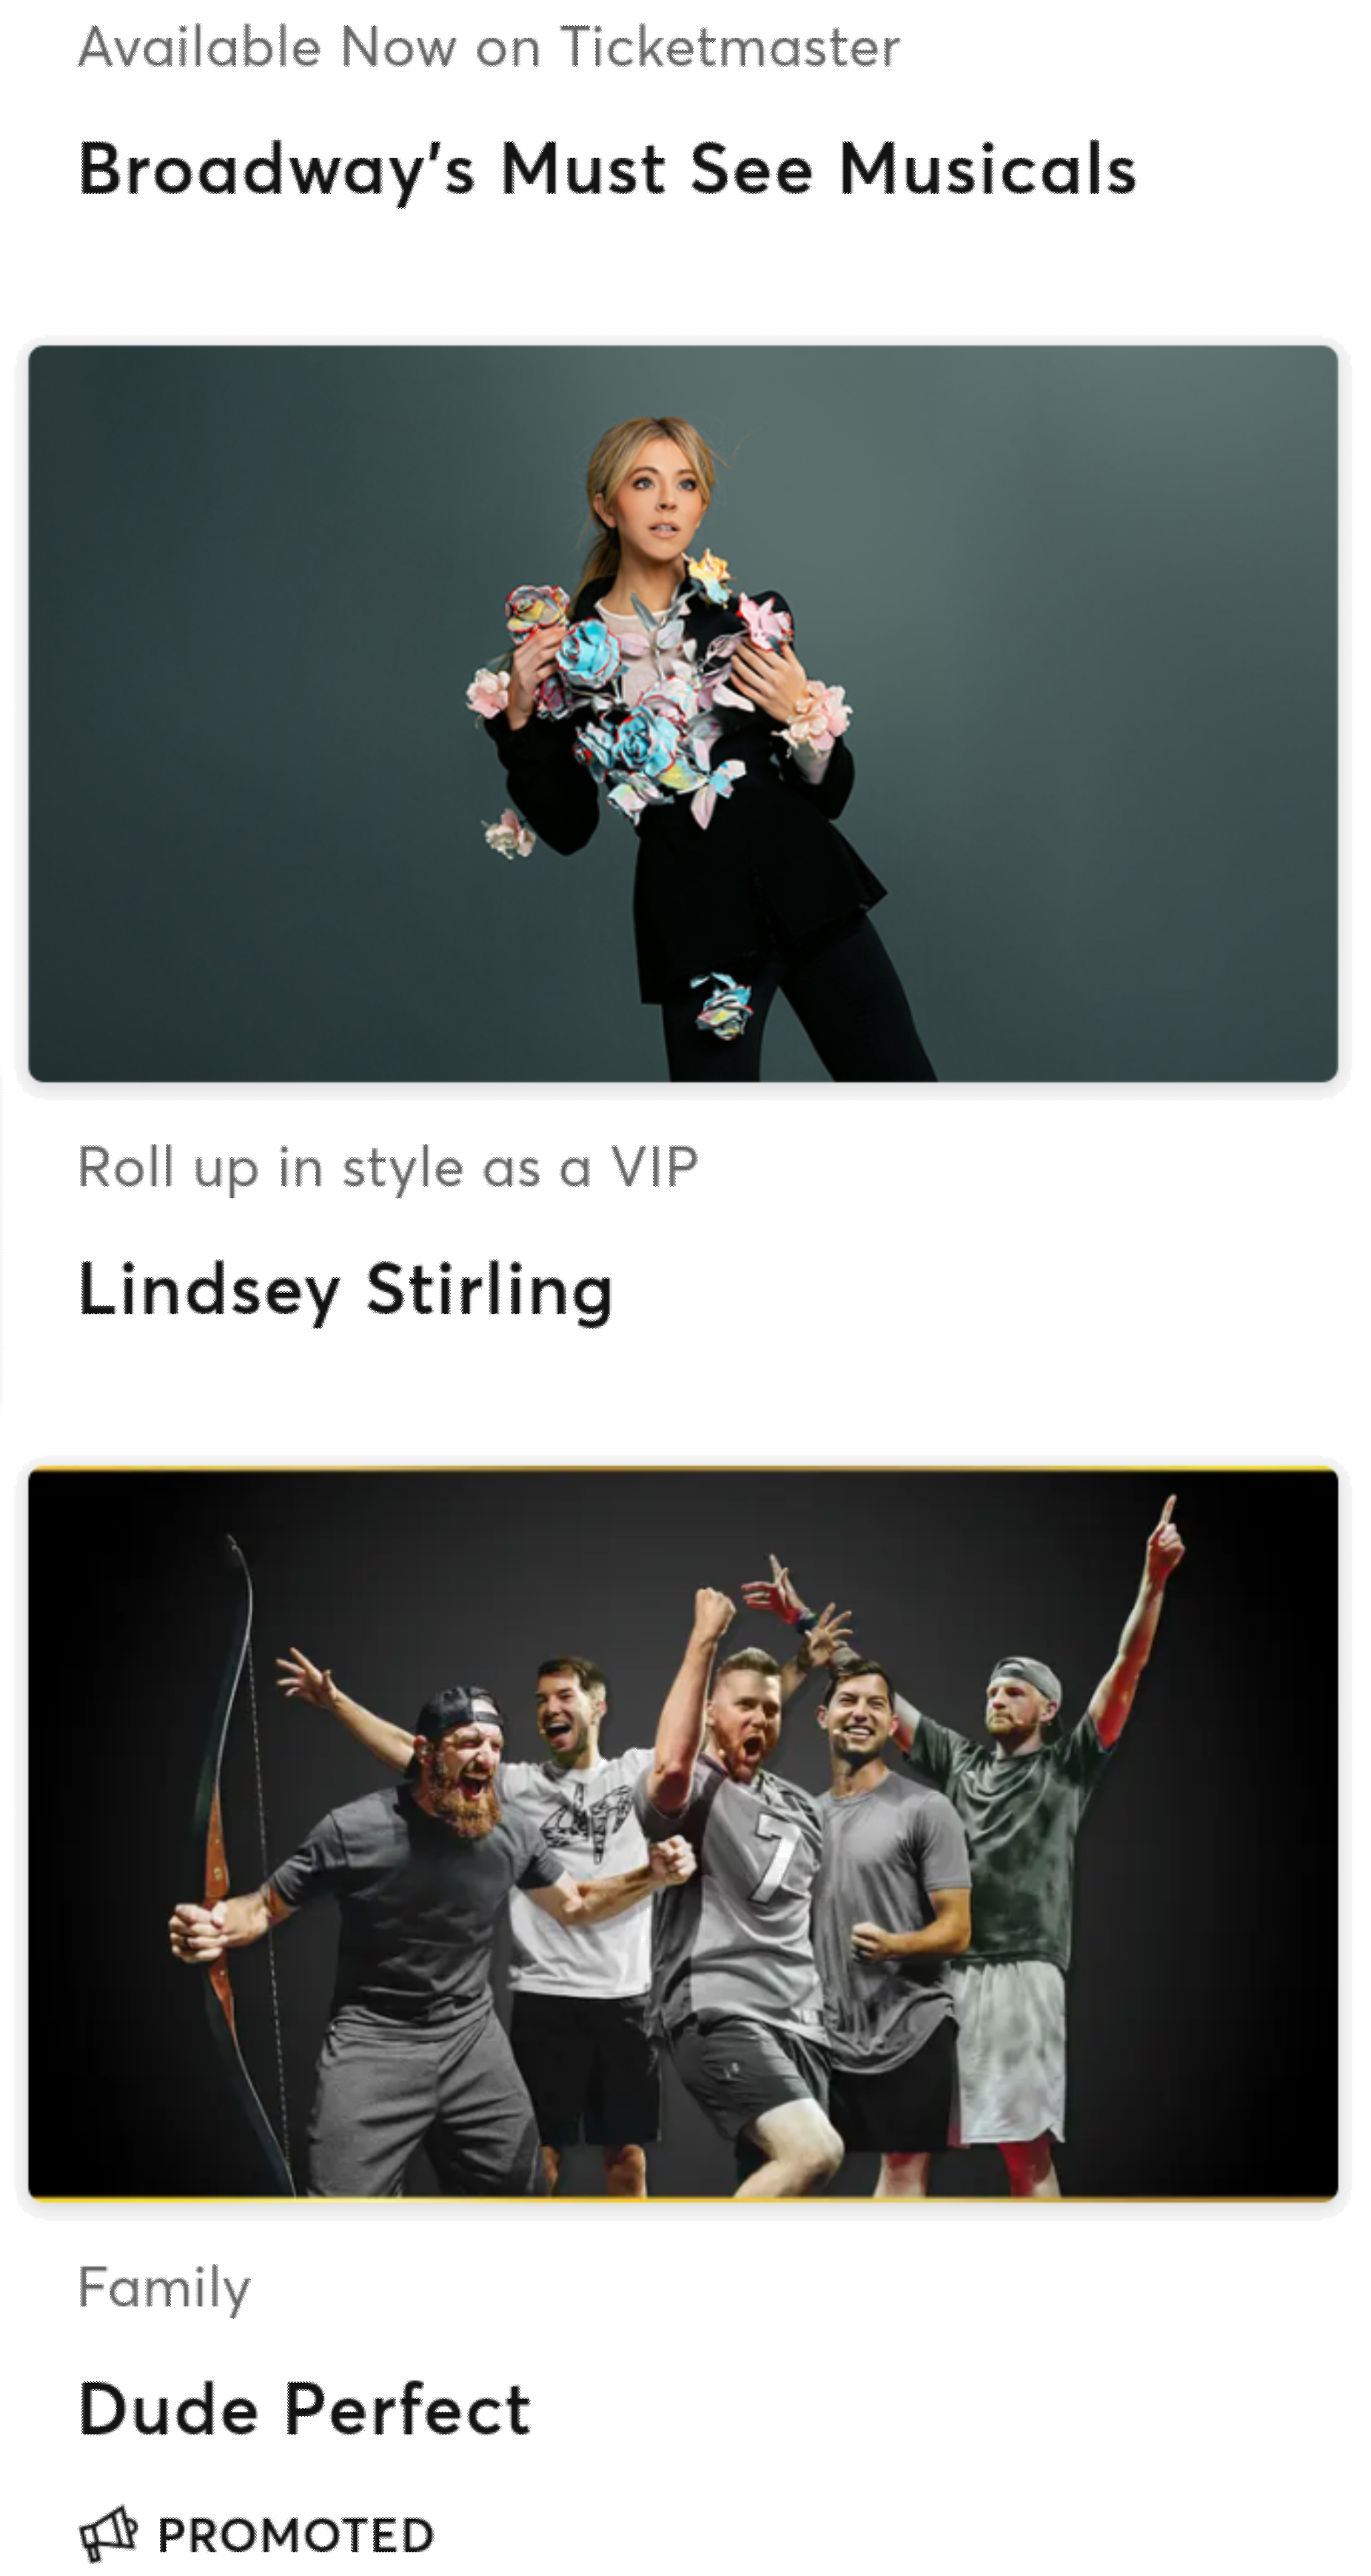 Available Now on Ticketmaster
Broadway's Must See Musicals
Roll up in style as a VIP
Lindsey Stirling
7
Family
Dude Perfect
PROMOTED